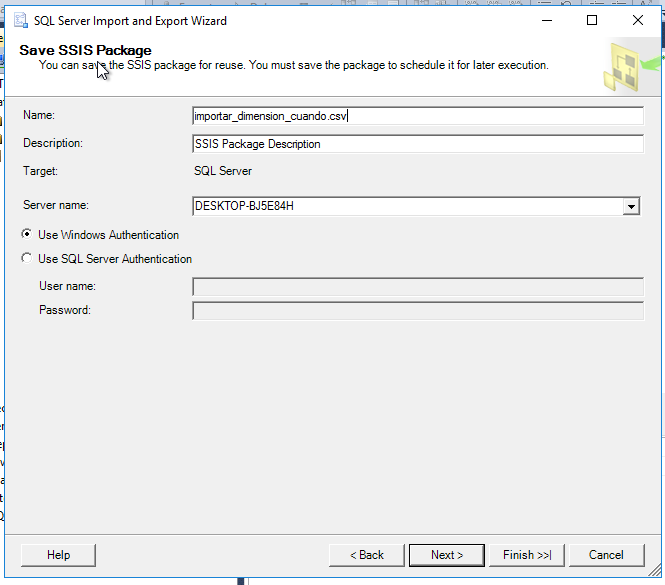 SQL Server Import and Export Wizard
Save SSIS Package
You can save the SSIS package for reuse. You must save the package to schedule it for later execution.
Name: importar_dimension_cuando.csv
Description: SSIS Package Description
Target: SQL Server
Server name: DESKTOP-BJ5E84H
Use Windows Authentication
Use SQL Server Authentication
User name:
Password:
Help < Back Next > Finish >>| Cancel